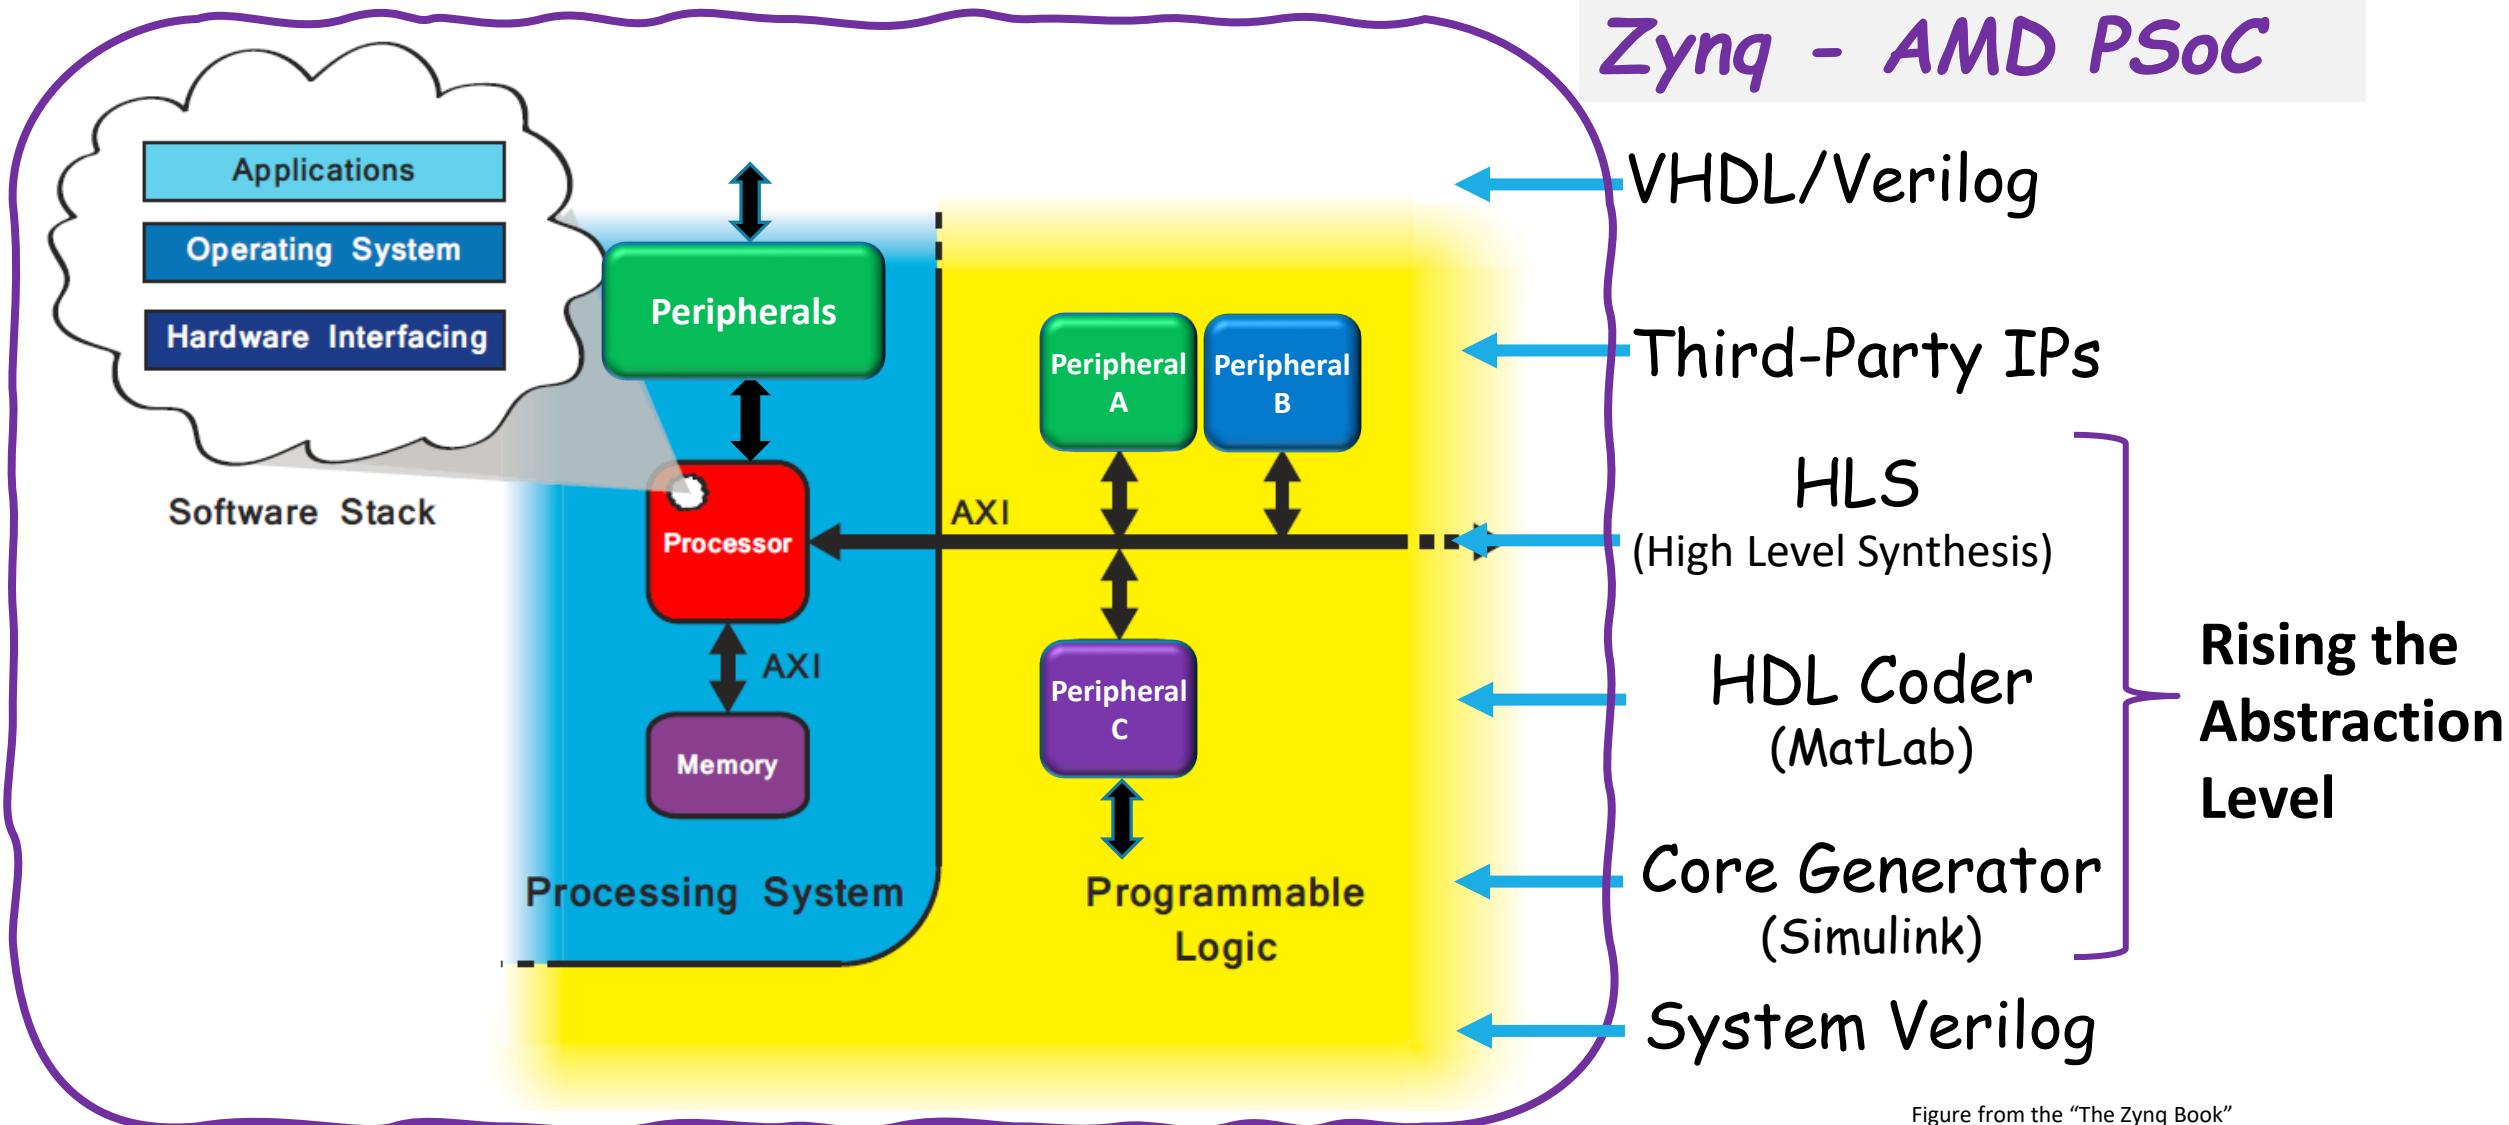 Zynq - AMD PSoC
Applications
Operating System
Hardware Interfacing
Software Stack
Peripherals
Processor
AXI
Memory
Processing System
AXI
Peripheral
A
Peripheral
B
Peripheral
C
Programmable
Logic
VHDL/Verilog
Third-Party IPs
HLS
(High Level Synthesis)
HDL Coder
(MatLab)
Core Generator
(Simulink)
System Verilog
Rising the
Abstraction
Level
Figure from the “The Zynq Book”